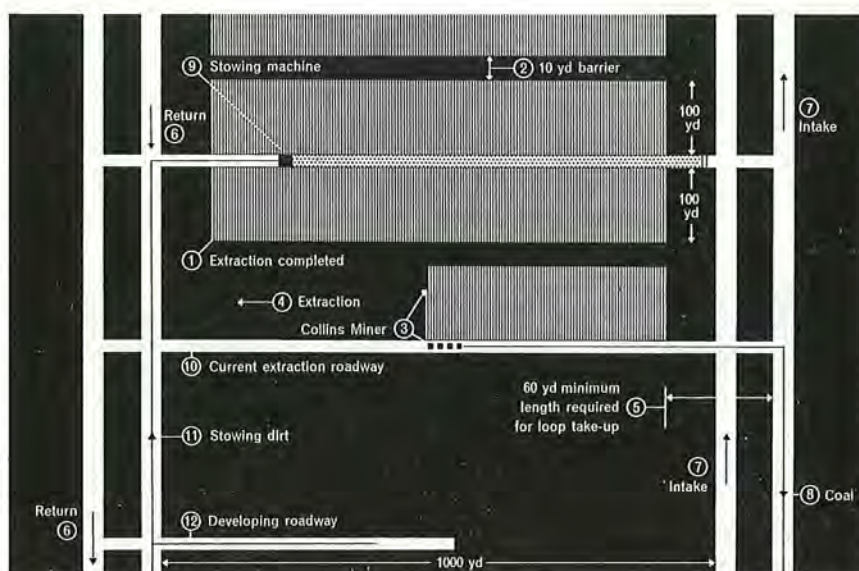 ⑨ Stowing machine
② 10 yd barrier
Return
⑥
⑦
Intake
100
yd
100
yd
① Extraction completed
④ Extraction
Collins Miner ③
⑩ Current extraction roadway
60 yd minimum
length required ⑤
for loop take-up
⑪ Stowing dirt
⑦
Intake
⑧ Coal
Return
⑥
⑫ Developing roadway
1000 yd